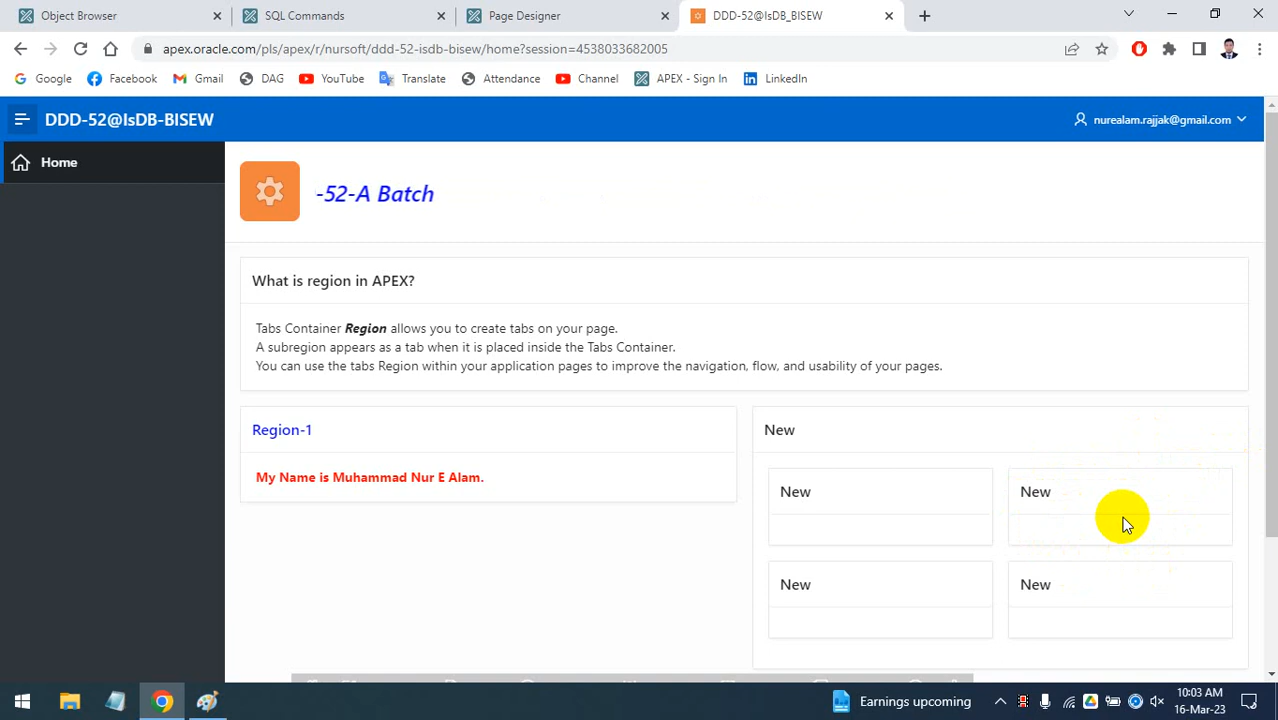 Object Browser
SQL Commands
Page Designer
DDD-52@IsDB_BISEW
apex.oracle.com/pls/apex/r/nursoft/ddd-52-isdb-bisew/home?session=4538033682005
Google Facebook Gmail DAG YouTube Translate Attendance Channel APEX - Sign In LinkedIn
DDD-52@IsDB-BISEW
nurealam.rajjak@gmail.com
Home
-52-A Batch
What is region in APEX?
Tabs Container Region allows you to create tabs on your page.
A subregion appears as a tab when it is placed inside the Tabs Container.
You can use the tabs Region within your application pages to improve the navigation, flow, and usability of your pages.
Region-1
My Name is Muhammad Nur E Alam.
New
New
New
New
New
Earnings upcoming
10:03 AM
16-Mar-23